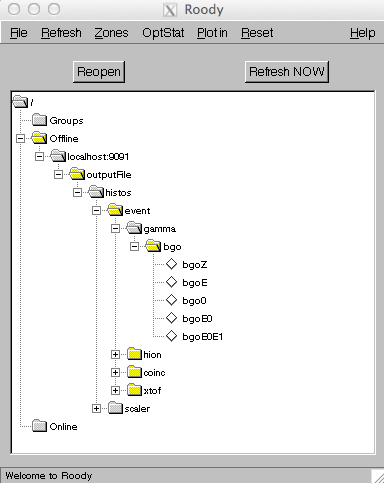 Roody
File Refresh Zones OptStat Plot in Reset Help
Reopen Refresh NOW
/
Groups
Offline
localhost:9091
outputFile
histos
event
gamma
bgo
bgoZ
bgoE
bgo0
bgoE0
bgoE0E1
hion
coinc
xtof
scaler
Online
Welcome to Roody